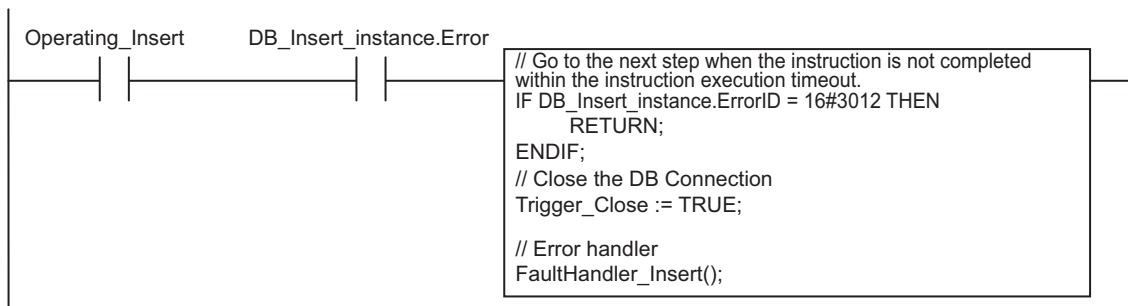 Operating_Insert DB_Insert_instance.Error
// Go to the next step when the instruction is not completed
within the instruction execution timeout.
IF DB_Insert_instance.ErrorID = 16#3012 THEN
RETURN;
ENDIF;
// Close the DB Connection
Trigger_Close := TRUE;
// Error handler
FaultHandler_Insert();